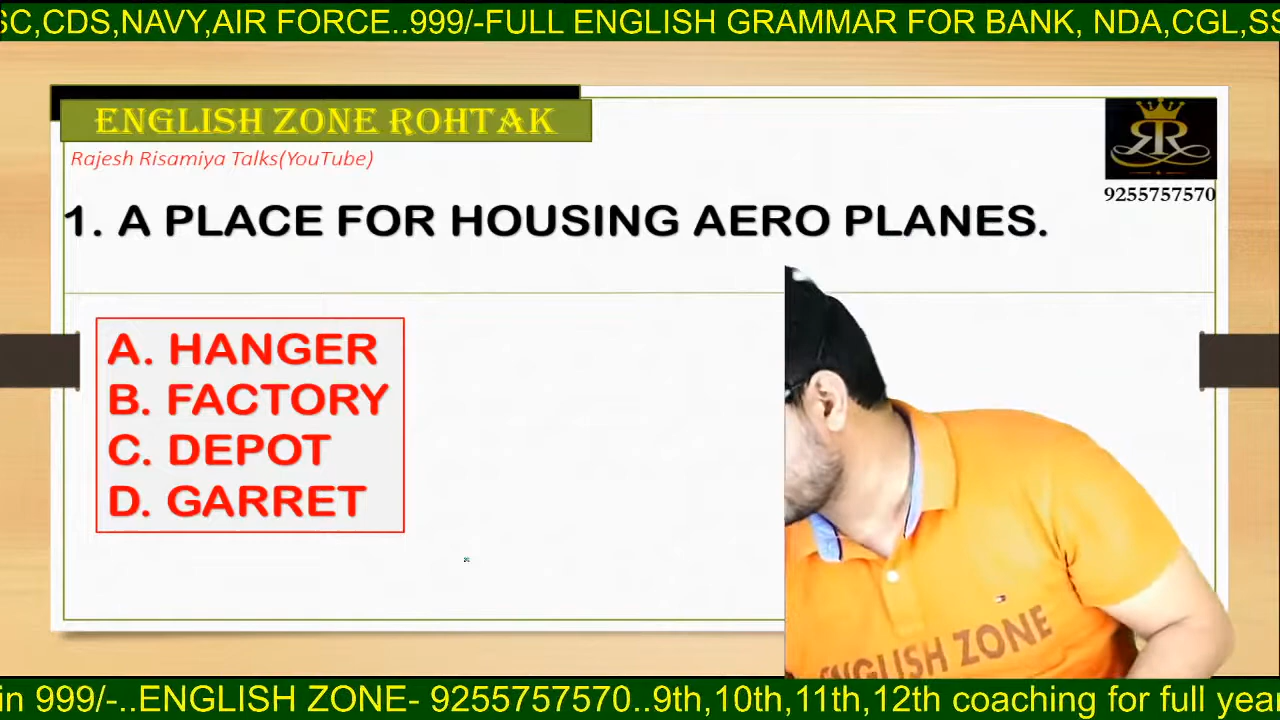 SC,CDS,NAVY,AIR FORCE..999/-FULL ENGLISH GRAMMAR FOR BANK, NDA,CGL,SS
ENGLISH ZONE ROHTAK
Rajesh Risamiya Talks(YouTube)
RR
9255757570
1. A PLACE FOR HOUSING AERO PLANES.
A. HANGER
B. FACTORY
C. DEPOT
D. GARRET
ENGLISH ZONE
in 999/-..ENGLISH ZONE- 9255757570..9th,10th,11th,12th coaching for full year